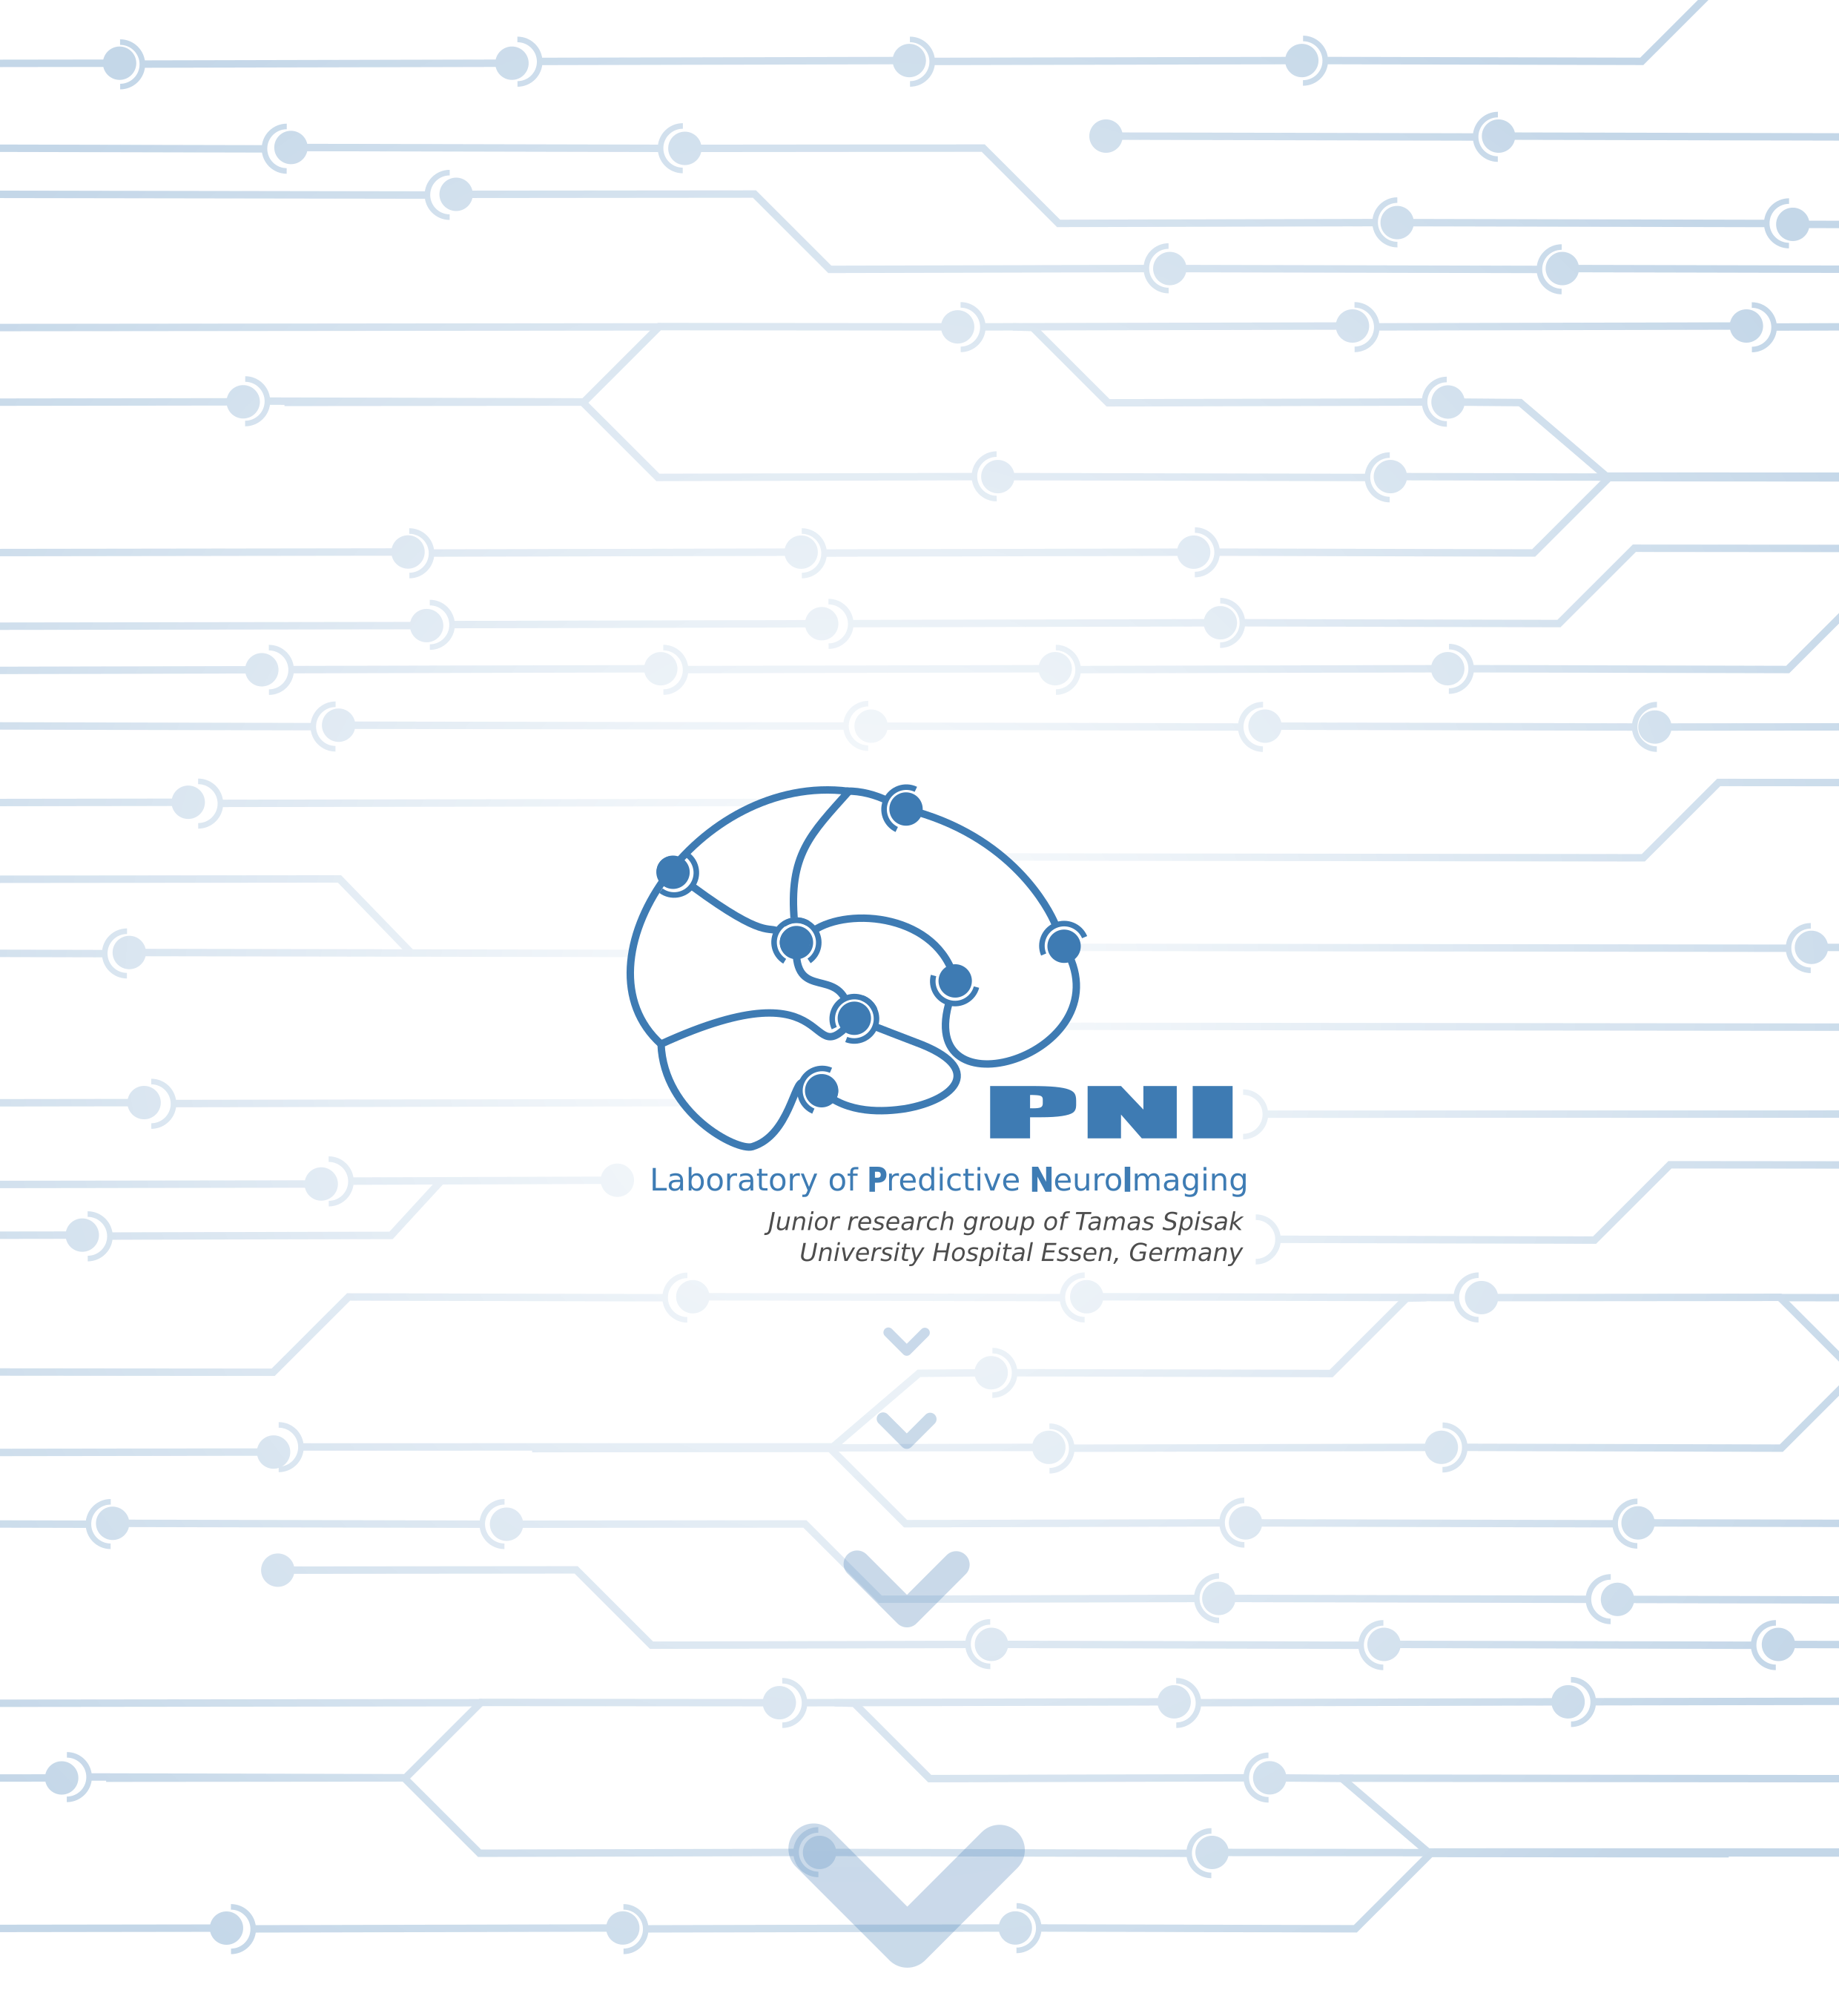 PNI
Laboratory of Predictive NeuroImaging
Junior research group of Tamas Spisak
University Hospital Essen, Germany